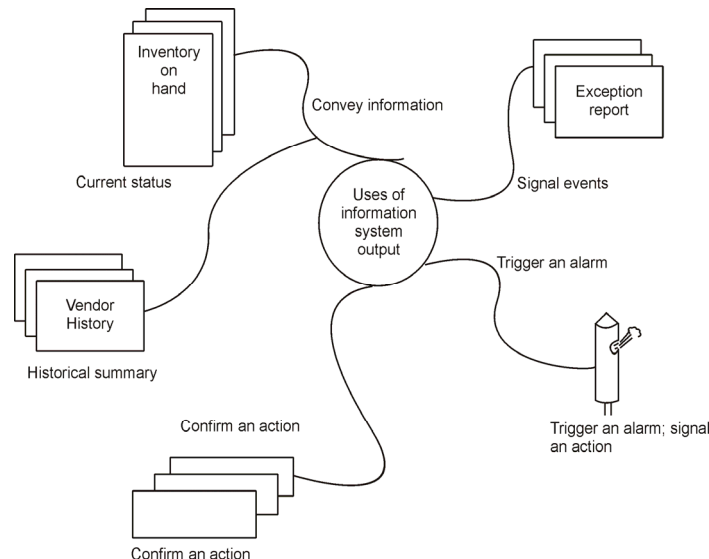 Inventory
on
hand
Convey information
Exception
report
Current status
Signal events
Uses of
information
system
output
Trigger an alarm
Vendor
History
Historical summary
Trigger an alarm; signal
an action
Confirm an action
Confirm an action